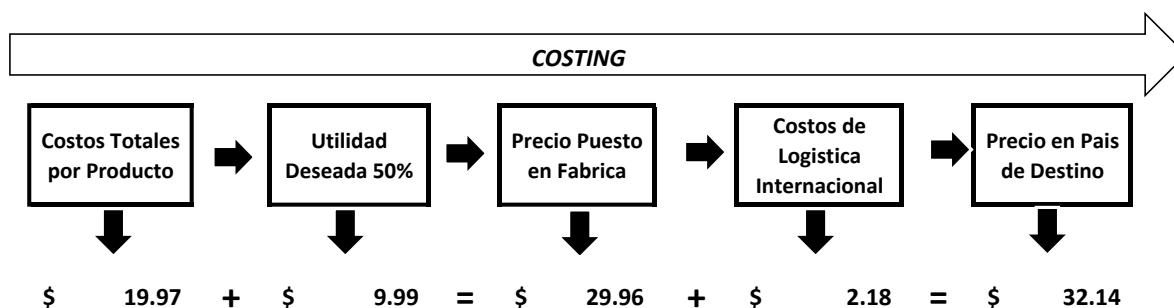 COSTING
Costos Totales
por Producto
Utilidad
Deseada 50%
Precio Puesto
en Fabrica
Costos de
Logistica
Internacional
Precio en Pais
de Destino
$ 19.97 + $ 9.99 = $ 29.96 + $ 2.18 = $ 32.14